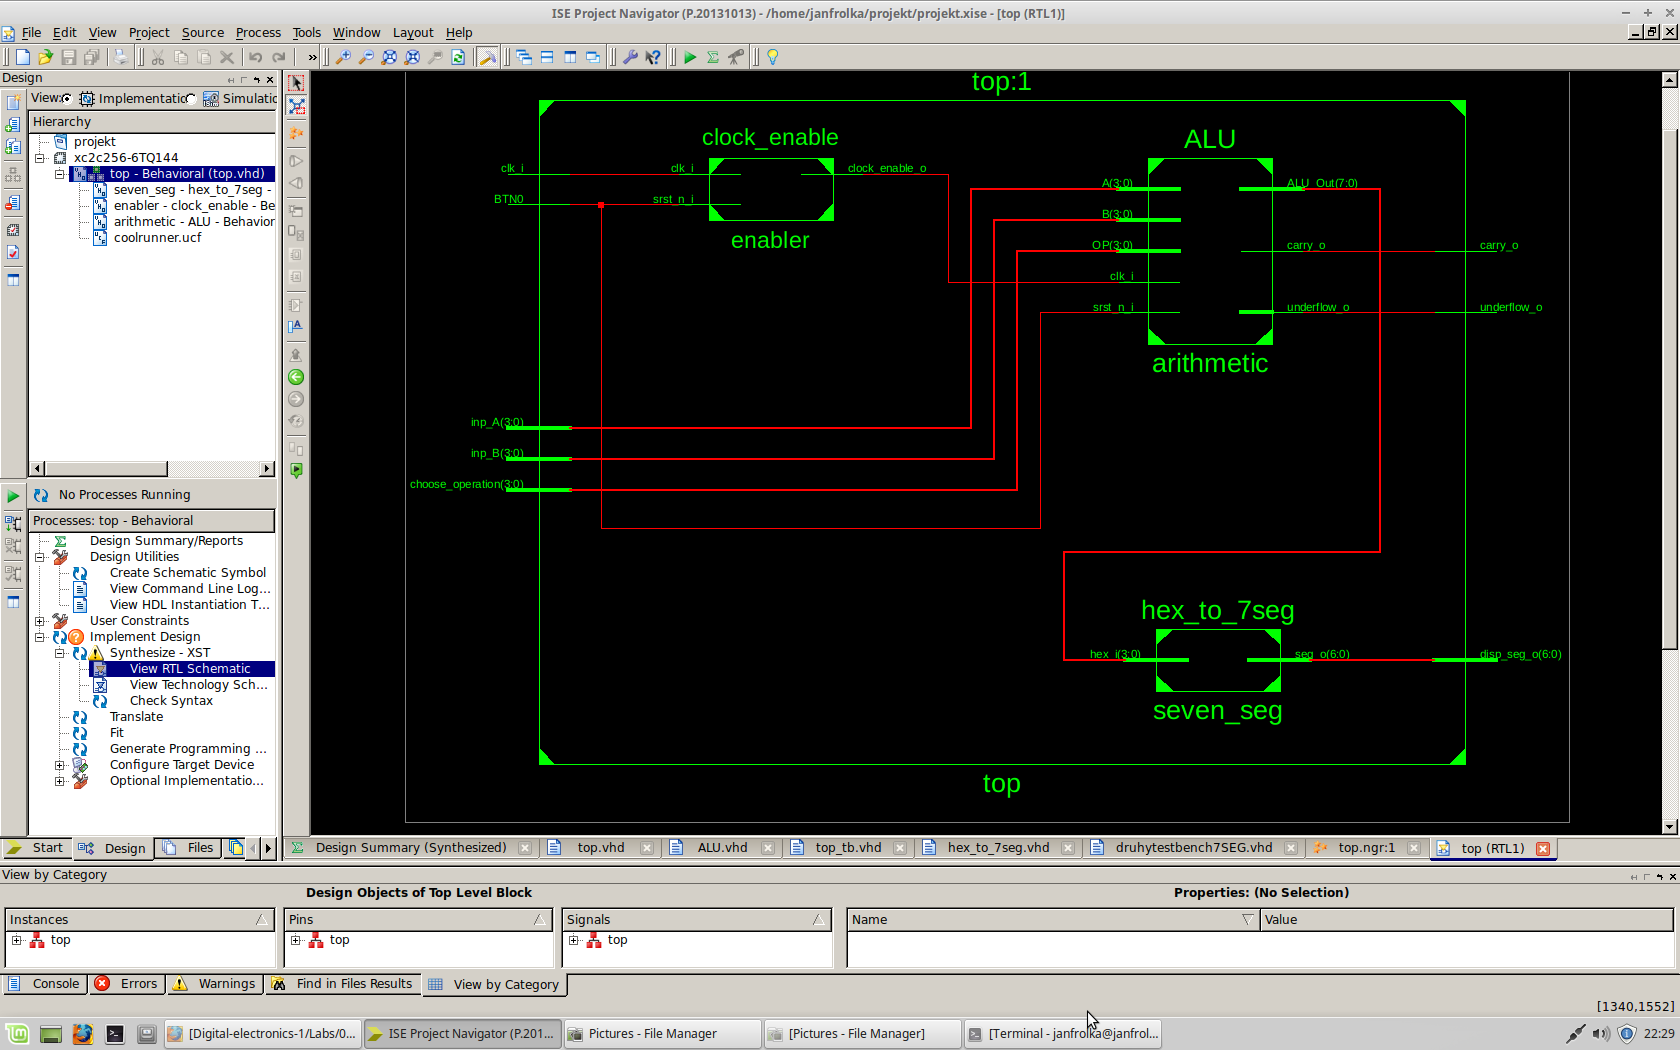 ISE Project Navigator (P.20131013) - /home/janfrolka/projekt/projekt.xise - [top (RTL1)]
File Edit View Project Source Process Tools Window Layout Help
»
Design
View: Implementatic Simulatic
Hierarchy
projekt
xc2c256-6TQ144
top - Behavioral (top.vhd)
seven_seg - hex_to_7seg -
enabler - clock_enable - Be
arithmetic - ALU - Behavior
coolrunner.ucf
No Processes Running
Processes: top - Behavioral
Design Summary/Reports
Design Utilities
Create Schematic Symbol
View Command Line Log...
View HDL Instantiation T...
User Constraints
Implement Design
Synthesize - XST
View RTL Schematic
View Technology Sch...
Check Syntax
Translate
Fit
Generate Programming ...
Configure Target Device
Optional Implementatio...
Start Design Files
top:1
clock_enable
ALU
clk_i clk_i clock_enable_o
BTN0 srst_n_i
enabler
A(3:0) ALU_Out(7:0)
B(3:0)
OP(3:0) carry_o carry_o
clk_i
srst_n_i underflow_o underflow_o
arithmetic
inp_A(3:0)
inp_B(3:0)
choose_operation(3:0)
hex_to_7seg
hex_i(3:0) seg_o(6:0) disp_seg_o(6:0)
seven_seg
top
Design Summary (Synthesized) top.vhd ALU.vhd top_tb.vhd hex_to_7seg.vhd druhytestbench7SEG.vhd top.ngr:1 top (RTL1)
View by Category
Design Objects of Top Level Block Properties: (No Selection)
Instances Pins Signals Name Value
top top top
Console Errors Warnings Find in Files Results View by Category
[1340,1552]
[Digital-electronics-1/Labs/0... ISE Project Navigator (P.201... Pictures - File Manager [Pictures - File Manager] [Terminal - janfrolka@janfrol... 22:29